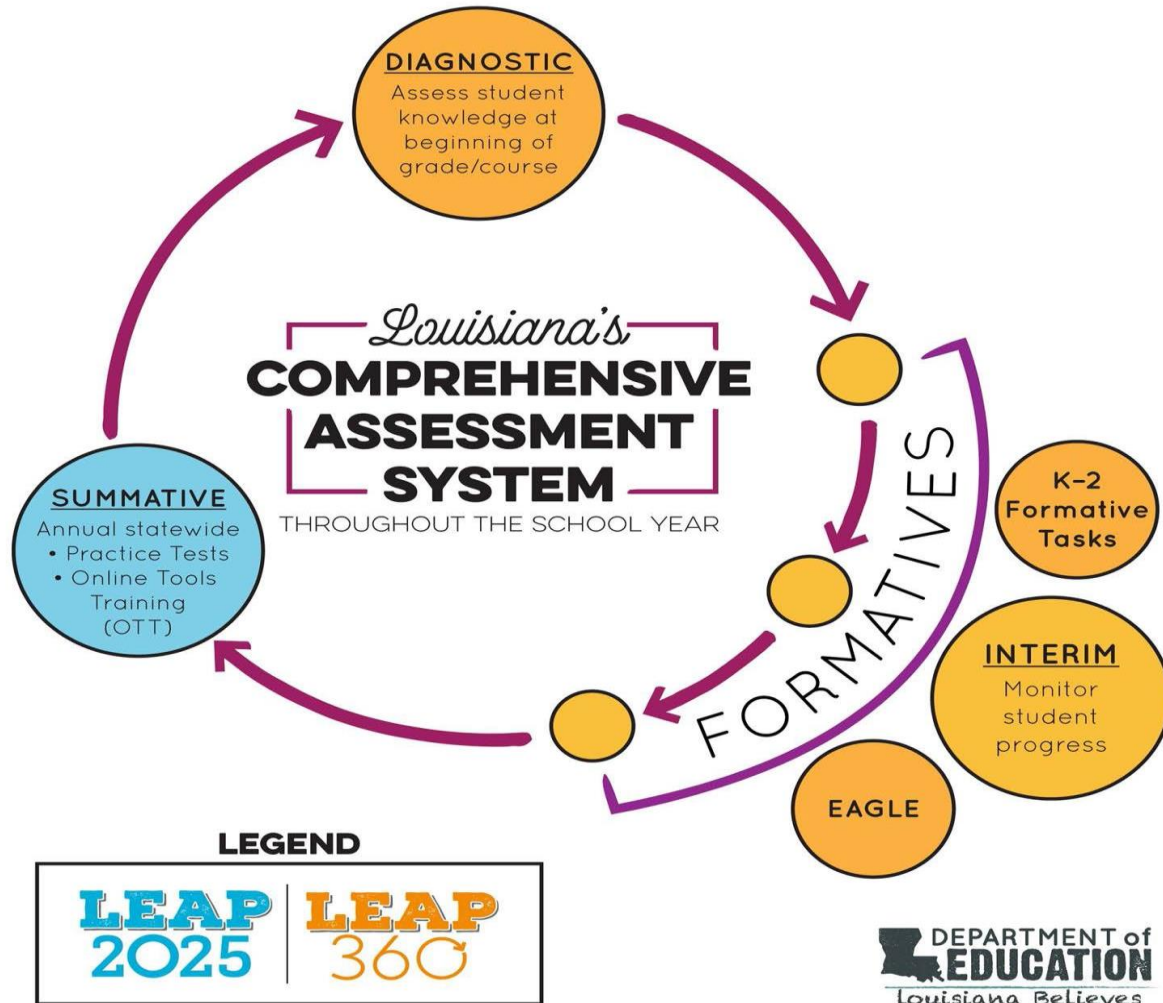 DIAGNOSTIC
Assess student
knowledge at
beginning of
grade/course
Louisiana's
COMPREHENSIVE
ASSESSMENT
SYSTEM
THROUGHOUT THE SCHOOL YEAR
SUMMATIVE
Annual statewide
• Practice Tests
• Online Tools
Training
(OTT)
FORMATIVES
K-2
Formative
Tasks
INTERIM
Monitor
student
progress
EAGLE
LEGEND
LEAP
2025
LEAP
360
DEPARTMENT of
EDUCATION
Louisiana Believes